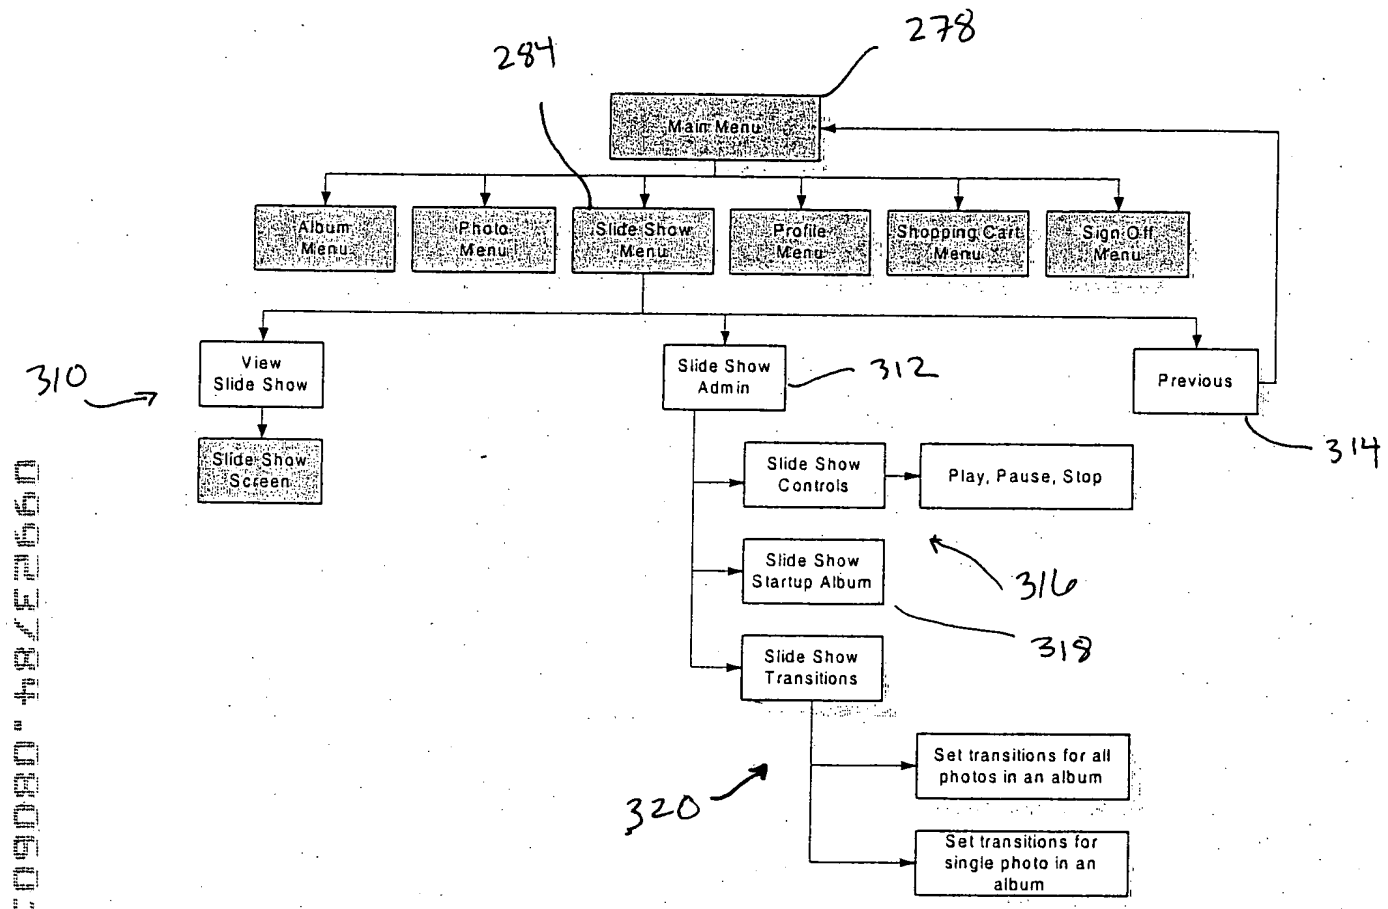 278
284
Main Menu
Album
Menu
Photo
Menu
Slide Show
Menu
Profile
Menu
Shopping Cart
Menu
Sign Off
Menu
310
View
Slide Show
Slide Show
Admin
312
Previous
314
Slide Show
Screen
Slide Show
Controls
Play, Pause, Stop
316
Slide Show
Startup Album
318
Slide Show
Transitions
320
Set transitions for all
photos in an album
Set transitions for
single photo in an
album